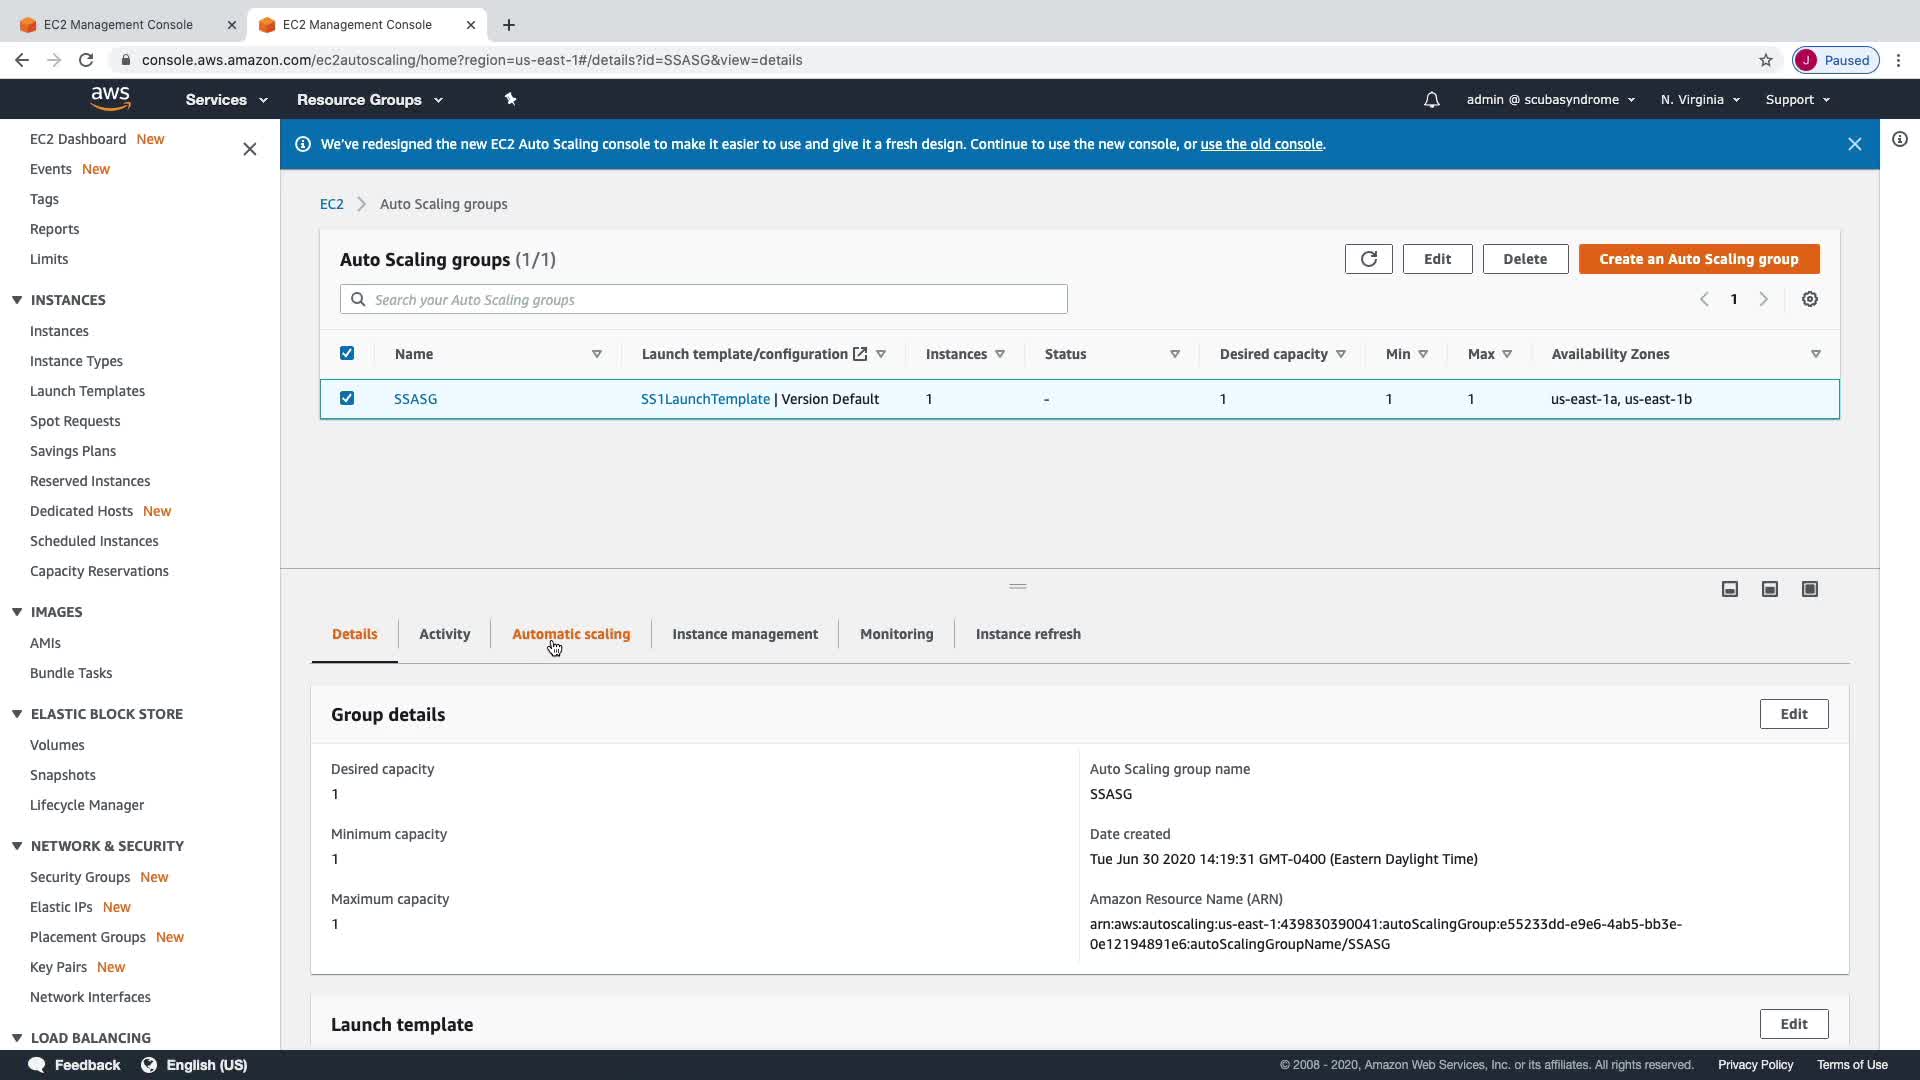 EC2 Management Console
EC2 Management Console
console.aws.amazon.com/ec2autoscaling/home?region=us-east-1#/details?id=SSASG&view=details
J Paused
aws
Services
Resource Groups
admin @ scubasyndrome
N. Virginia
Support
EC2 Dashboard New
Events New
Tags
Reports
Limits
INSTANCES
Instances
Instance Types
Launch Templates
Spot Requests
Savings Plans
Reserved Instances
Dedicated Hosts New
Scheduled Instances
Capacity Reservations
IMAGES
AMIs
Bundle Tasks
ELASTIC BLOCK STORE
Volumes
Snapshots
Lifecycle Manager
NETWORK & SECURITY
Security Groups New
Elastic IPs New
Placement Groups New
Key Pairs New
Network Interfaces
LOAD BALANCING
We've redesigned the new EC2 Auto Scaling console to make it easier to use and give it a fresh design. Continue to use the new console, or use the old console.
EC2 > Auto Scaling groups
Auto Scaling groups (1/1)
Edit
Delete
Create an Auto Scaling group
Search your Auto Scaling groups
1
Name Launch template/configuration Instances Status Desired capacity Min Max Availability Zones
SSASG SS1LaunchTemplate | Version Default 1 - 1 1 1 us-east-1a, us-east-1b
Details Activity Automatic scaling Instance management Monitoring Instance refresh
Group details
Edit
Desired capacity
1
Minimum capacity
1
Maximum capacity
1
Auto Scaling group name
SSASG
Date created
Tue Jun 30 2020 14:19:31 GMT-0400 (Eastern Daylight Time)
Amazon Resource Name (ARN)
arn:aws:autoscaling:us-east-1:439830390041:autoScalingGroup:e55233dd-e9e6-4ab5-bb3e-
0e12194891e6:autoScalingGroupName/SSASG
Launch template
Edit
Feedback
English (US)
© 2008 - 2020, Amazon Web Services, Inc. or its affiliates. All rights reserved.
Privacy Policy
Terms of Use